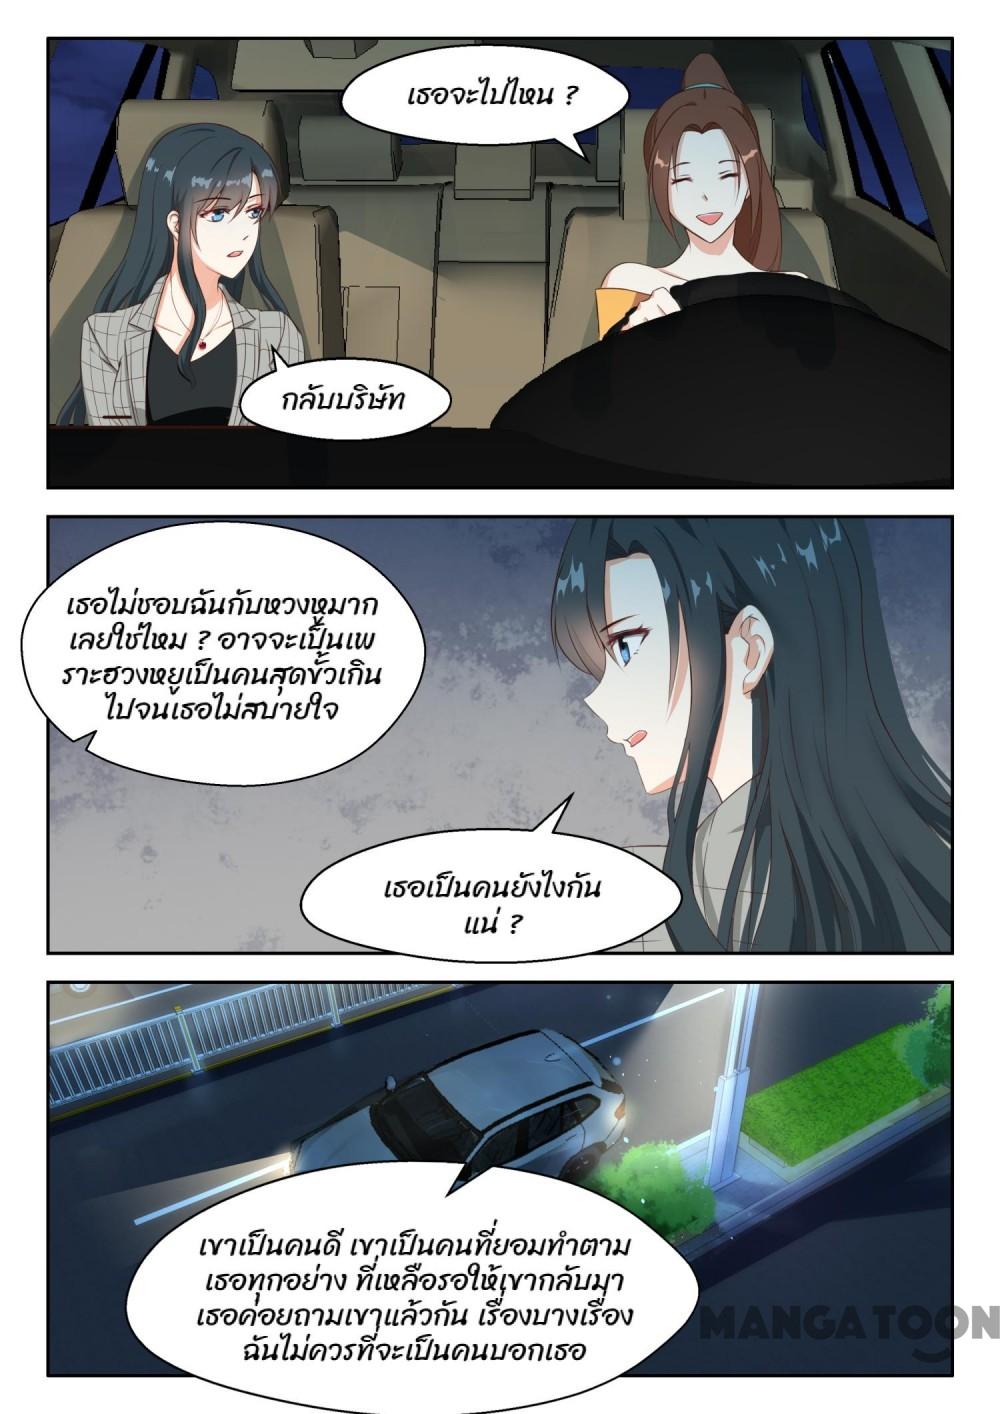 เธอจะไปไหน ?
กลับบริษัท
เธอไม่ชอบฉันกับหวงหูมาก
เลยใช่ไหม ? อาจจะเป็นเพ
ราะฮวงหยูเป็นคนสุดขั้วเกิน
ไปจนเธอไม่สบายใจ
เธอเป็นคนยังไงกัน
แน่ ?
เขาเป็นคนดี เขาเป็นคนที่ยอมทำตาม
เธอทุกอย่าง ที่เหลือรอให้เขากลับมา
เธอค่อยถามเขาแล้วกัน เรื่องบางเรื่อง
ฉันไม่ควรที่จะเป็นคนบอกเธอ
MANGATOON